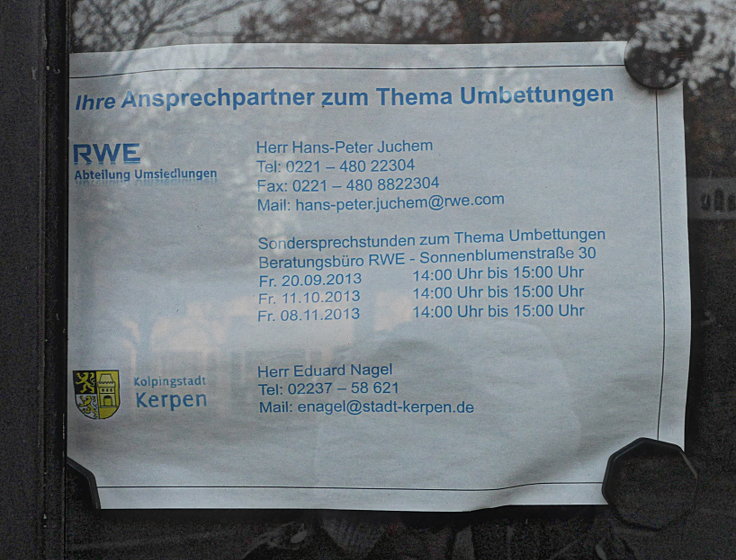 Ihre Ansprechpartner zum Thema Umbettungen
RWE
Abteilung Umsiedlungen
Herr Hans-Peter Juchem
Tel: 0221 – 480 22304
Fax: 0221 – 480 8822304
Mail: hans-peter.juchem@rwe.com
Sondersprechstunden zum Thema Umbettungen
Beratungsbüro RWE - Sonnenblumenstraße 30
Fr. 20.09.2013 14:00 Uhr bis 15:00 Uhr
Fr. 11.10.2013 14:00 Uhr bis 15:00 Uhr
Fr. 08.11.2013 14:00 Uhr bis 15:00 Uhr
Kolpingstadt
Kerpen
Herr Eduard Nagel
Tel: 02237 – 58 621
Mail: enagel@stadt-kerpen.de